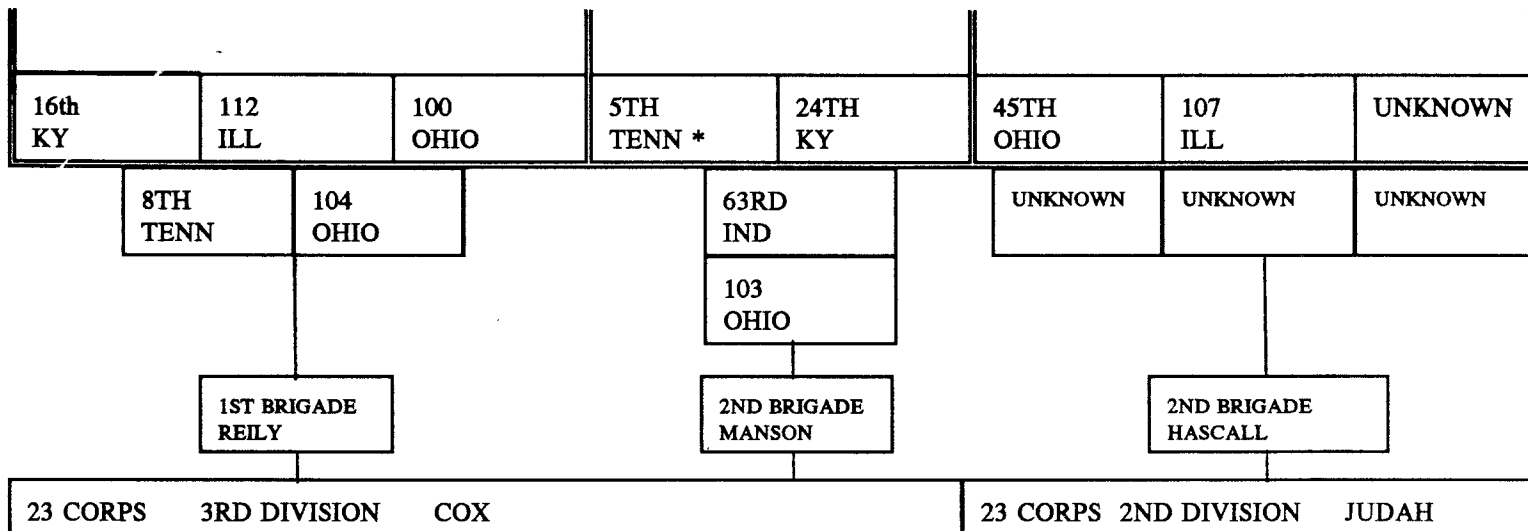 16th
KY
112
ILL
100
OHIO
5TH
TENN *
24TH
KY
45TH
OHIO
107
ILL
UNKNOWN
8TH
TENN
104
OHIO
63RD
IND
UNKNOWN
UNKNOWN
UNKNOWN
103
OHIO
1ST BRIGADE
REILY
2ND BRIGADE
MANSON
2ND BRIGADE
HASCALL
23 CORPS 3RD DIVISION COX
23 CORPS 2ND DIVISION JUDAH